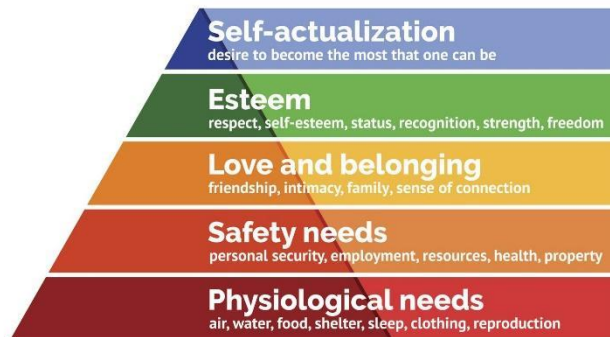 Self-actualization
desire to become the most that one can be
Esteem
respect, self-esteem, status, recognition, strength, freedom
Love and belonging
friendship, intimacy, family, sense of connection
Safety needs
personal security, employment, resources, health, property
Physiological needs
air, water, food, shelter, sleep, clothing, reproduction